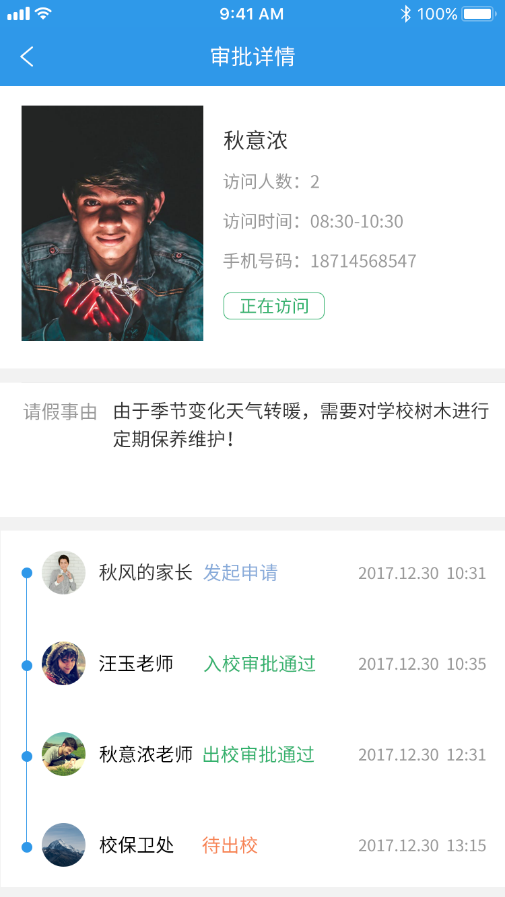 9:41 AM 100%
审批详情
秋意浓
访问人数：2
访问时间：08:30-10:30
手机号码：18714568547
正在访问
请假事由 由于季节变化天气转暖，需要对学校树木进行
定期保养维护！
秋风的家长 发起申请 2017.12.30 10:31
汪玉老师 入校审批通过 2017.12.30 10:35
秋意浓老师 出校审批通过 2017.12.30 12:31
校保卫处 待出校 2017.12.30 13:15